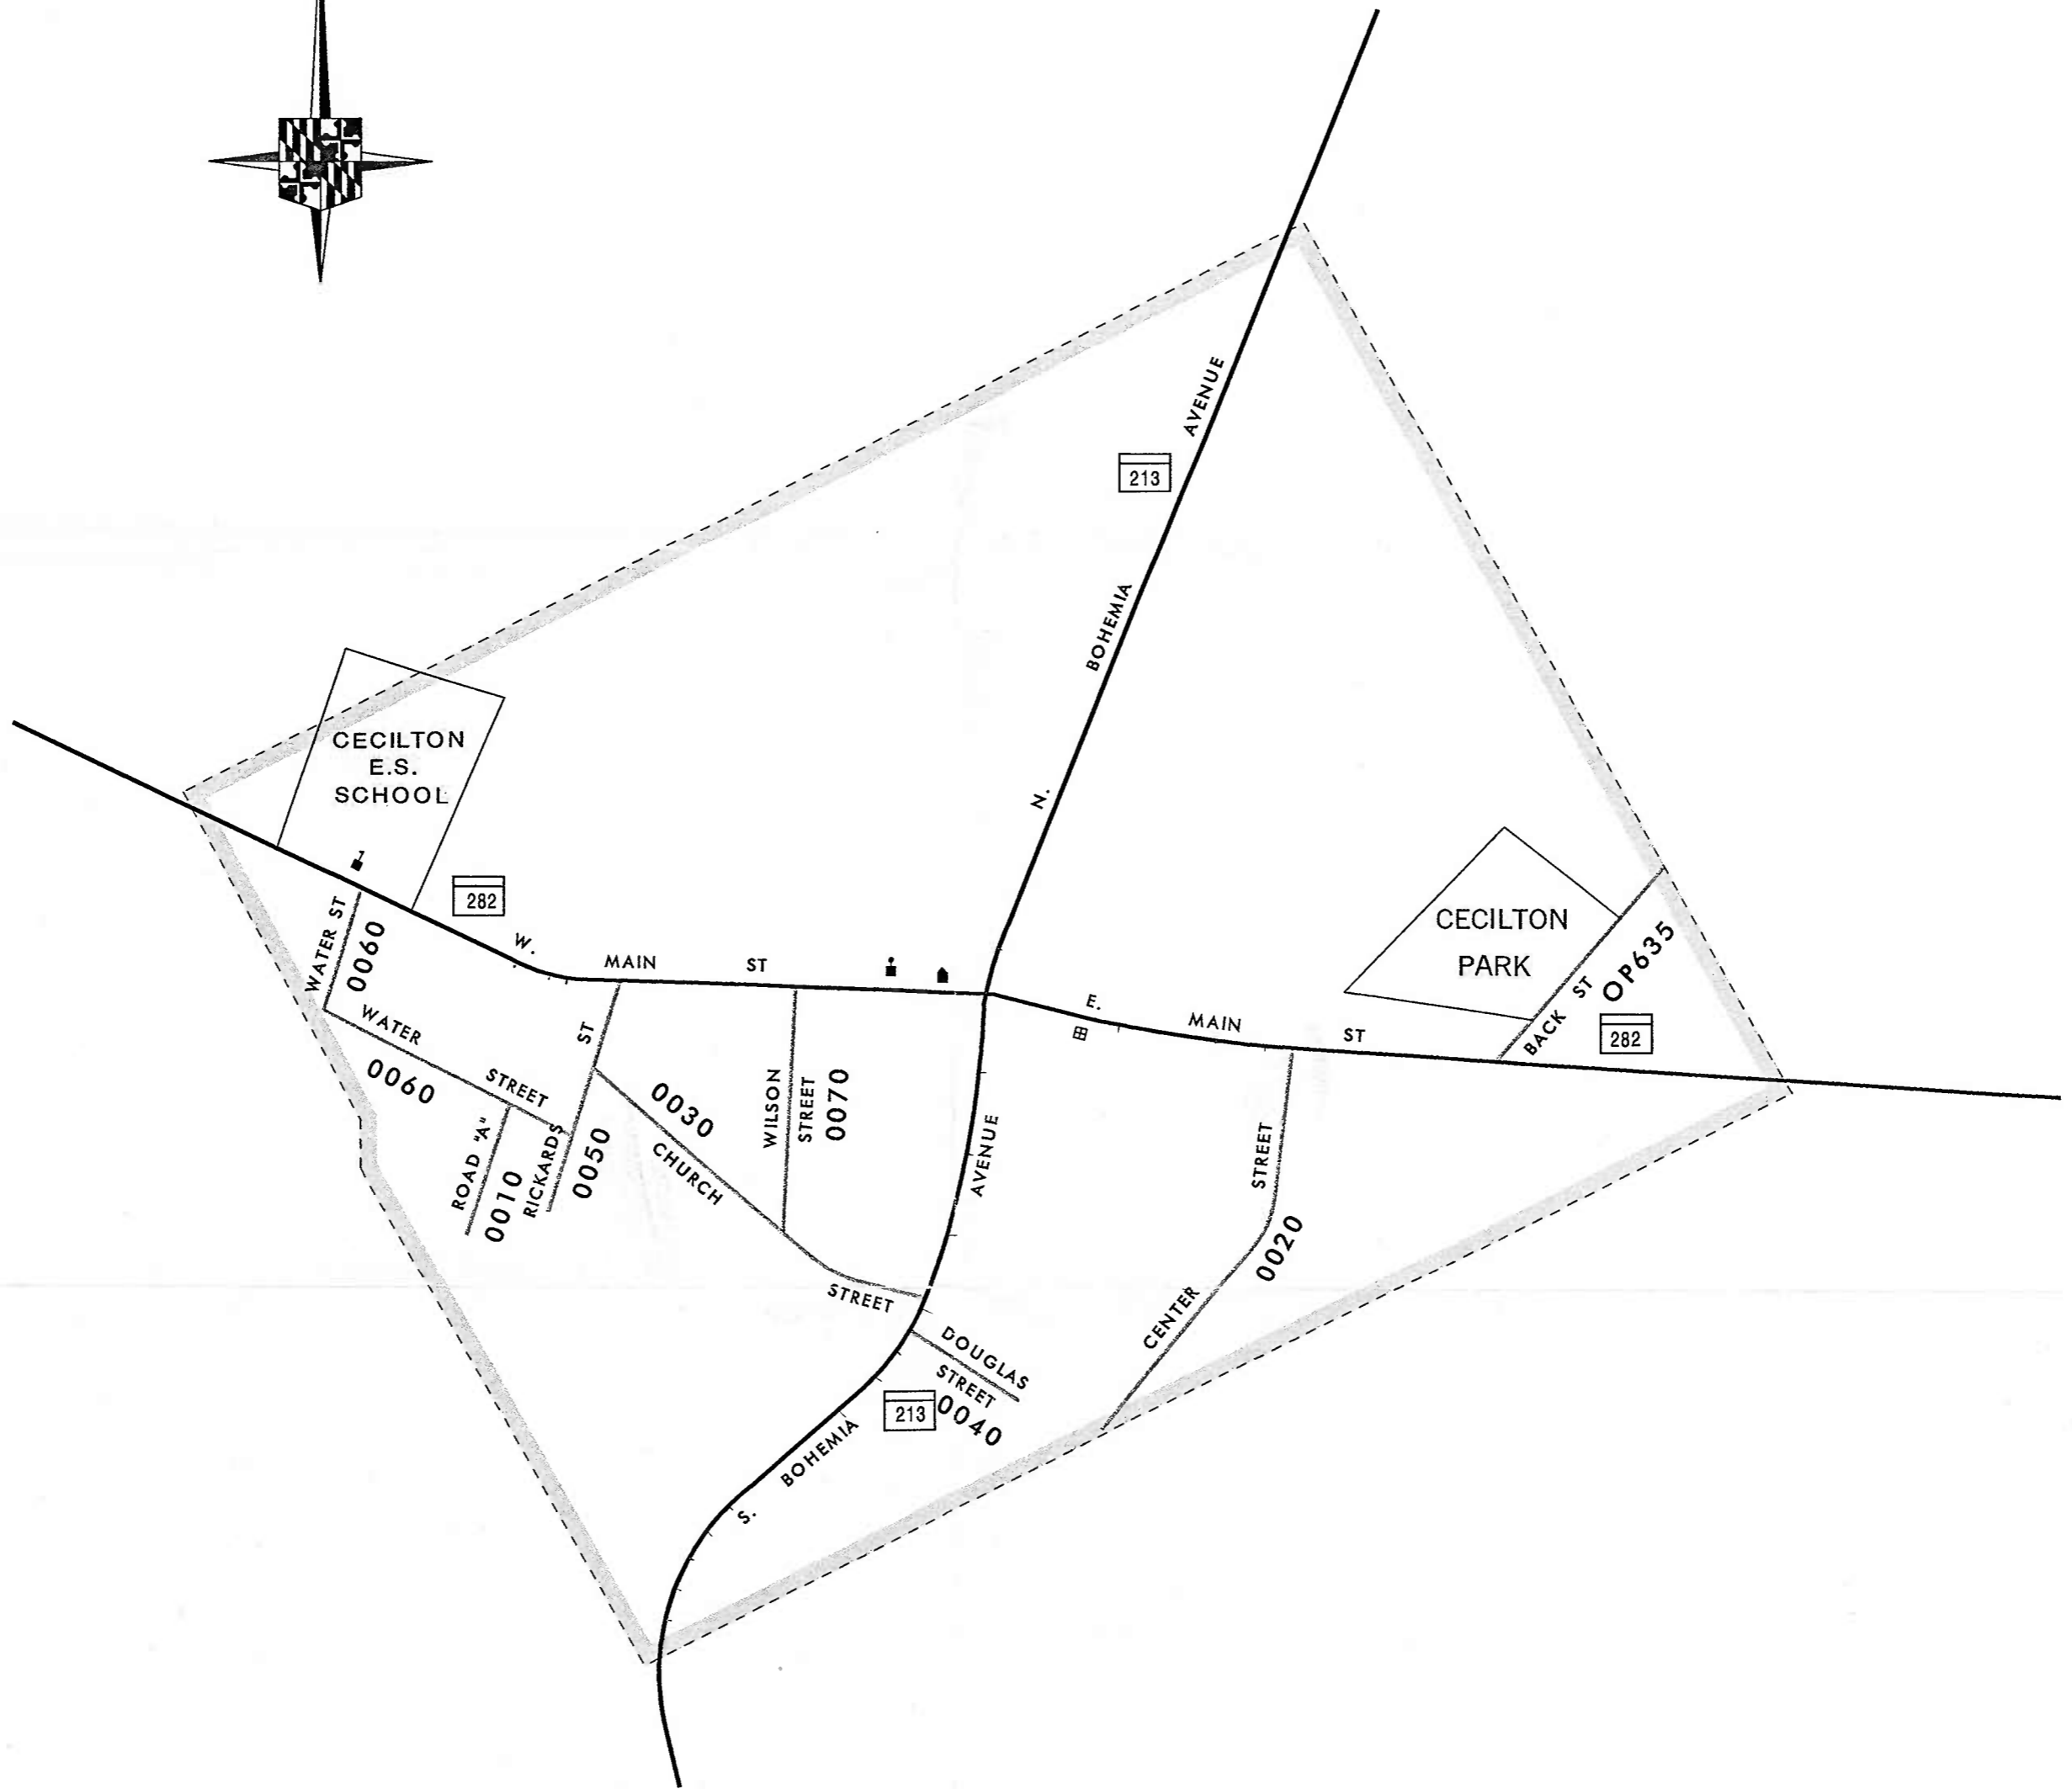 AVENUE
213
BOHEMIA
N.
CECILTON
E.S.
SCHOOL
282
W.
MAIN
ST
E.
MAIN
ST
CECILTON
PARK
BACK ST
OP635
282
WATER ST
0060
WATER
STREET
0060
ROAD "A"
0010
RICKARDS
ST
0050
0030
CHURCH
STREET
WILSON
STREET
0070
AVENUE
STREET
0020
CENTER
DOUGLAS
STREET
0040
213
BOHEMIA
S.